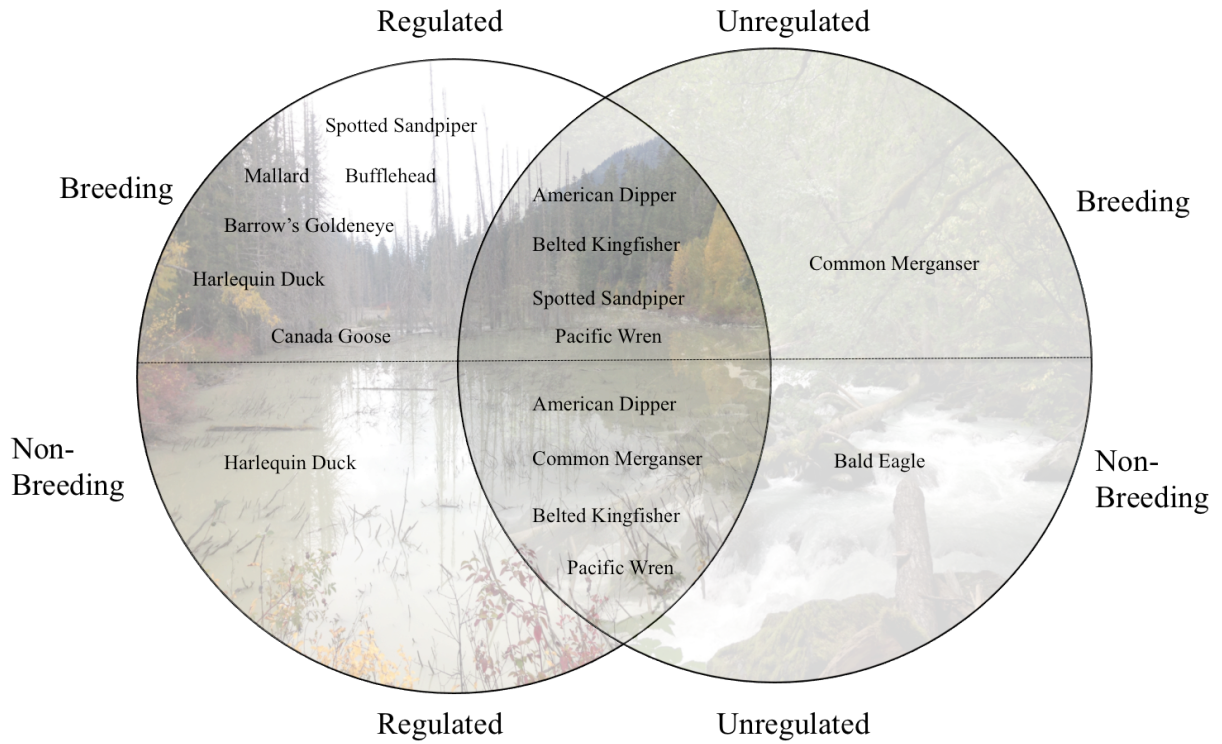 Regulated
Unregulated
Breeding
Breeding
Spotted Sandpiper
Mallard
Bufflehead
Barrow's Goldeneye
Harlequin Duck
Canada Goose
American Dipper
Belted Kingfisher
Spotted Sandpiper
Pacific Wren
Common Merganser
Non-
Breeding
Harlequin Duck
American Dipper
Common Merganser
Belted Kingfisher
Pacific Wren
Bald Eagle
Non-
Breeding
Regulated
Unregulated